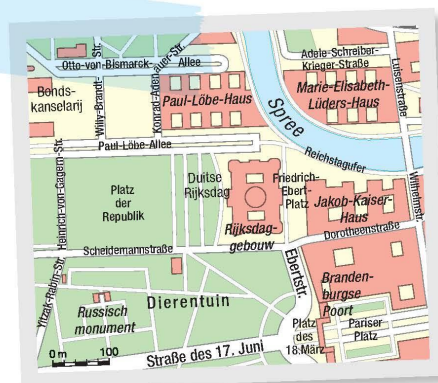 Otto-von-Bismarck-
Allee
Adele-Schreiber-
Krieger-Straße
Bonds-
kanselarij
Willy-Brandt-
Str.
Konrad-Adenauer-Str.
Paul-Löbe-Haus
Spree
Marie-Elisabeth-
Lüders-Haus
Luisenstraße
Paul-Löbe-Allee
Reichstagufer
Heinrich-von-Gagern-Str.
Platz
der
Republik
Duitse
Rijksdag
Friedrich-
Ebert-
Platz
Jakob-Kaiser-
Haus
Wilhelmstr.
Rijksdag-
gebouw
Dorotheenstraße
Scheidemannstraße
Ebertstr.
Yitzak-Rabin-Str.
Dierentuin
Branden-
burgse
Poort
Russisch
monument
Platz
des
18.März
Pariser
Platz
0 m 100
Straße des 17. Juni